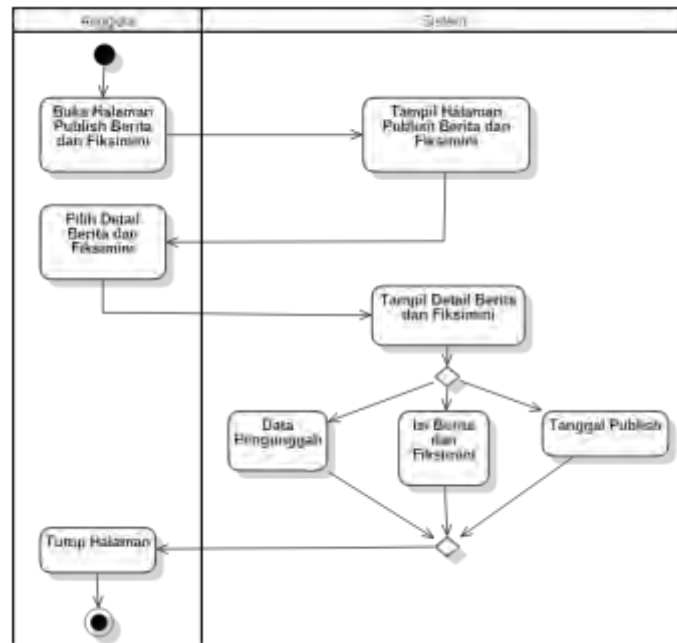 Anggota
Sistem
Buka Halaman
Publish Berita
dan Fiksimini
Tampil Halaman
Publish Berita dan
Fiksimini
Pilih Detail
Berita dan
Fiksimini
Tampil Detail Berita
dan Fiksimini
Data
Pengunggah
Isi Berita
dan
Fiksimini
Tanggal Publish
Tutup Halaman